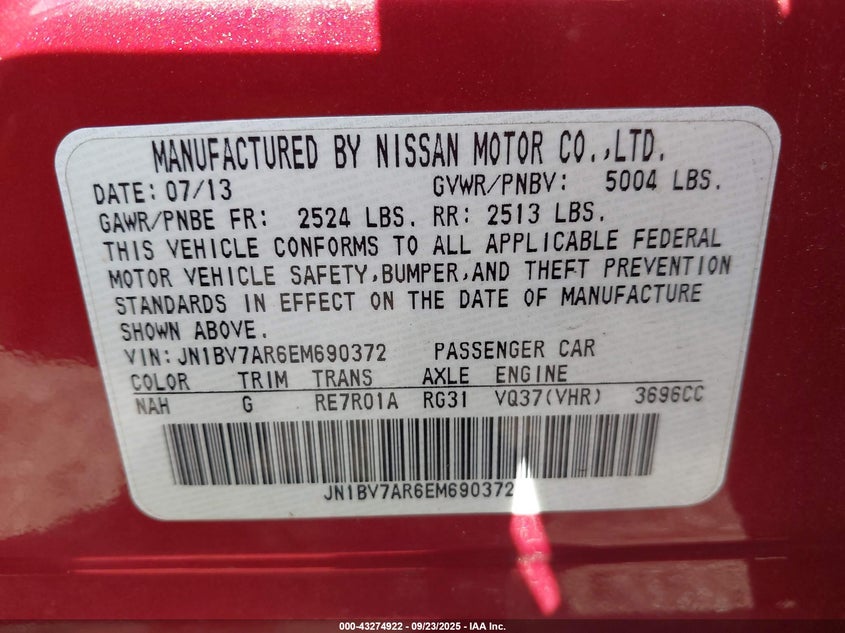 MANUFACTURED BY NISSAN MOTOR CO.,LTD.
DATE: 07/13 GVWR/PNBV: 5004 LBS.
GAWR/PNBE FR: 2524 LBS. RR: 2513 LBS.
THIS VEHICLE CONFORMS TO ALL APPLICABLE FEDERAL
MOTOR VEHICLE SAFETY,BUMPER,AND THEFT PREVENTION
STANDARDS IN EFFECT ON THE DATE OF MANUFACTURE
SHOWN ABOVE.
VIN: JN1BV7AR6EM690372 PASSENGER CAR
COLOR TRIM TRANS AXLE ENGINE
NAH G RE7R01A RG31 VQ37(VHR) 3696CC
JN1BV7AR6EM690372
000-43274922 - 09/23/2025 - IAA Inc.